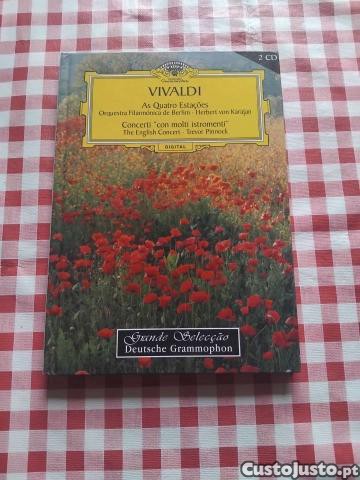 2 CD
VIVALDI
As Quatro Estações
Orquestra Filarmónica de Berlim · Herbert von Karajan
Concerti "con molti istromenti"
The English Concert · Trevor Pinnock
DIGITAL
Grande Selecção
Deutsche Grammophon
CustoJusto.pt